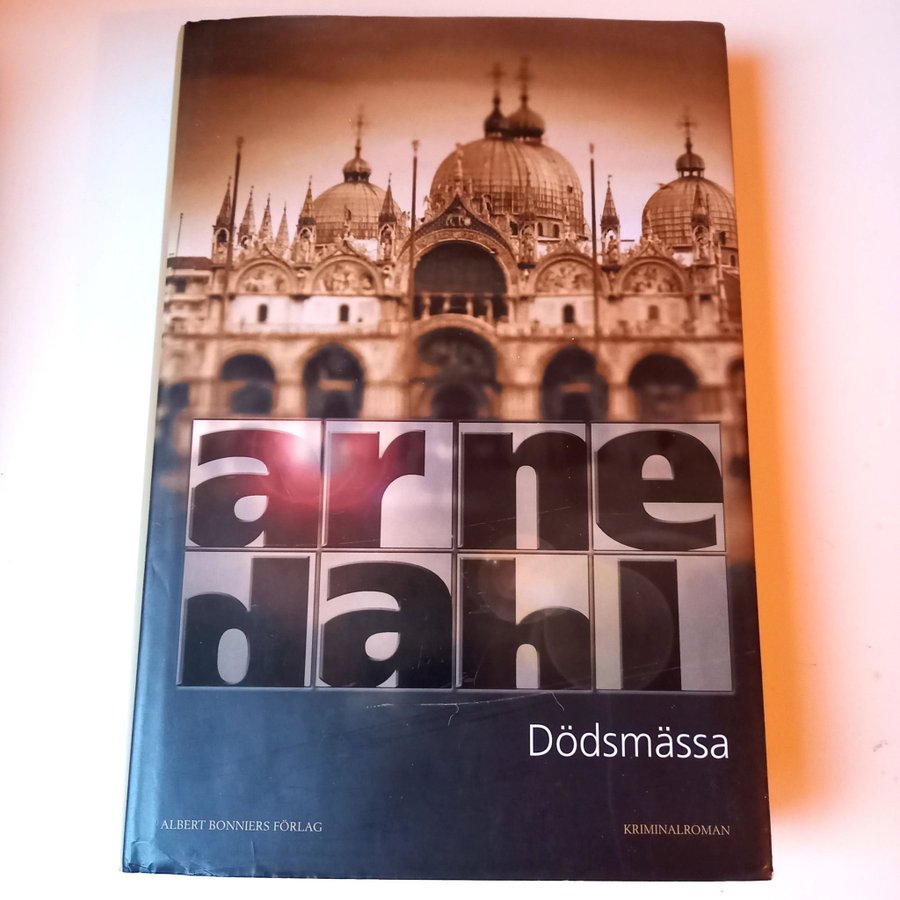 arne
dahl
Dödsmässa
ALBERT BONNIERS FÖRLAG
KRIMINALROMAN